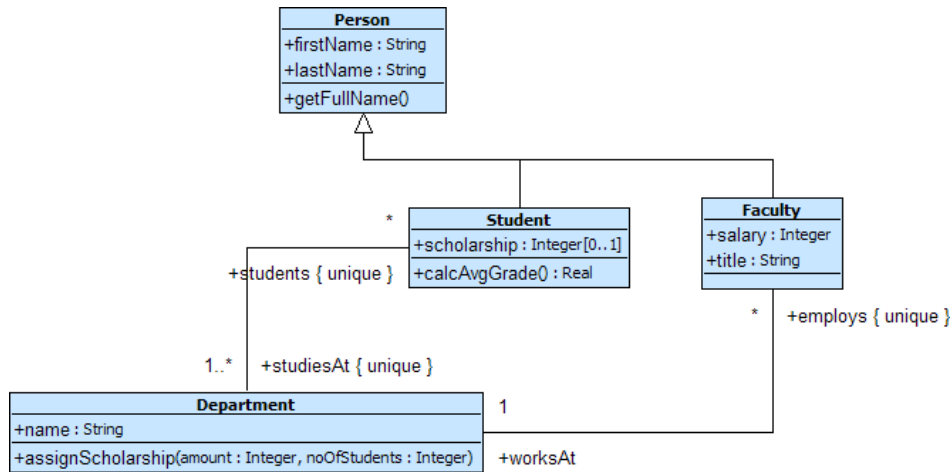 Person
+firstName : String
+lastName : String
+getFullName()
Student
+scholarship : Integer[0..1]
+calcAvgGrade() : Real
Faculty
+salary : Integer
+title : String
*
+students { unique }
* +employs { unique }
1..* +studiesAt { unique }
Department
+name : String
+assignScholarship(amount : Integer, noOfStudents : Integer)
1
+worksAt